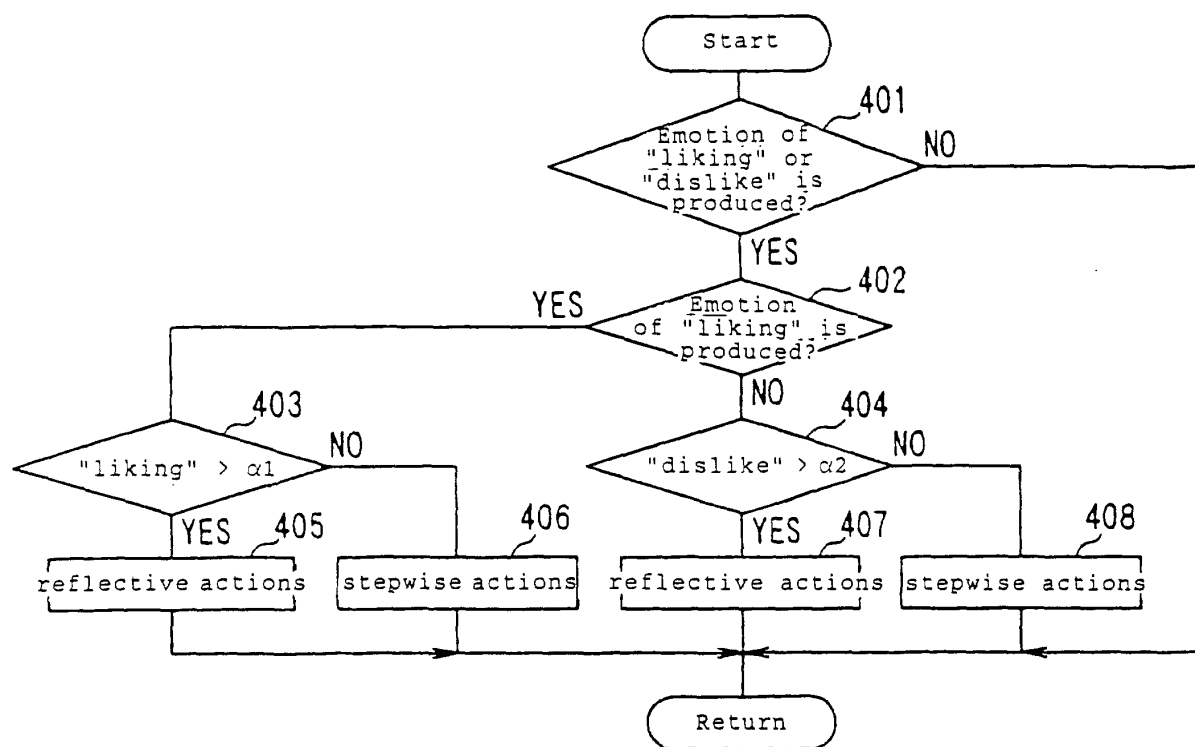 Start
401
Emotion of
"liking" or
"dislike" is
produced?
NO
YES
402
YES
Emotion
of "liking" is
produced?
NO
403
404
"liking" > α1
NO
"dislike" > α2
NO
YES
405
406
YES
407
408
reflective actions
stepwise actions
reflective actions
stepwise actions
Return